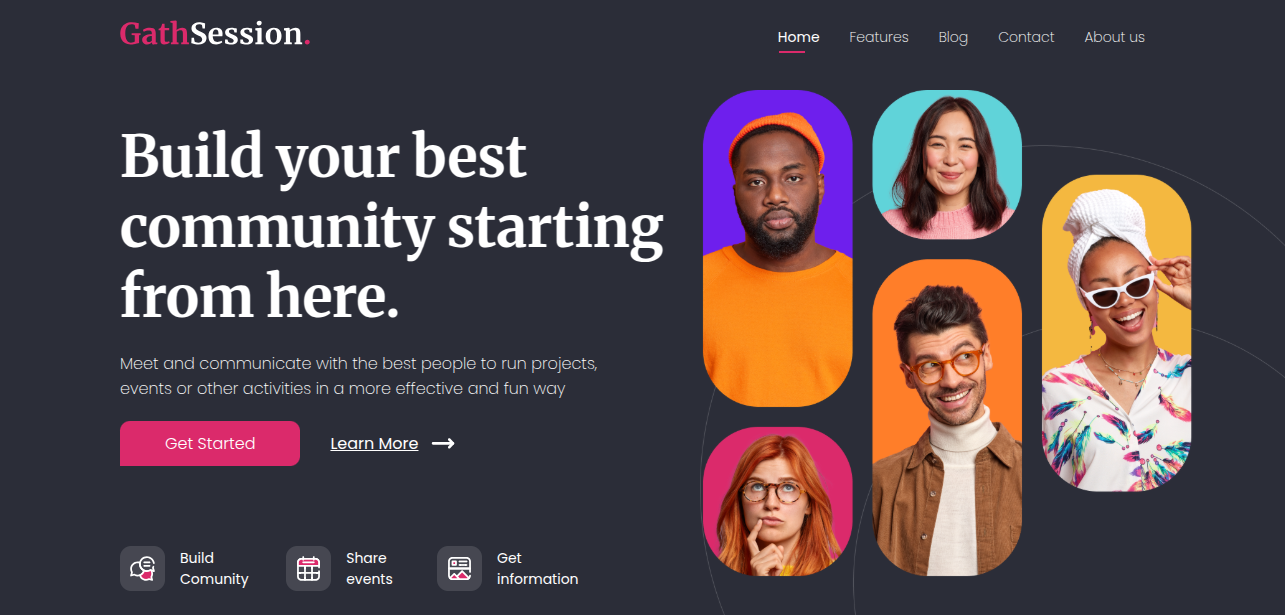 GathSession.
Home Features Blog Contact About us
Build your best
community starting
from here.
Meet and communicate with the best people to run projects,
events or other activities in a more effective and fun way
Get Started
Learn More
Build
Comunity
Share
events
Get
information